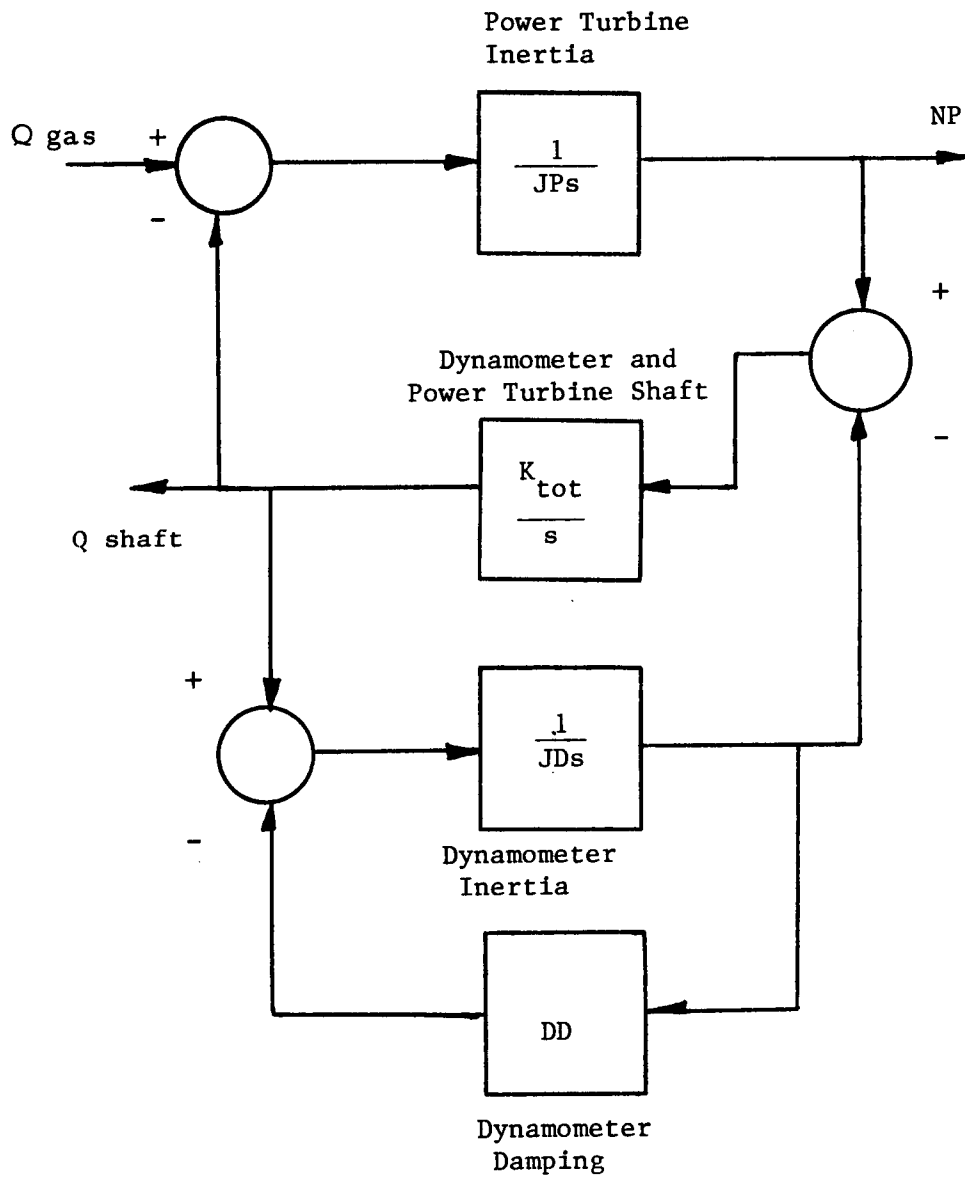 Power Turbine
Inertia
Q gas
+
-
1
JPs
NP
+
-
Dynamometer and
Power Turbine Shaft
K tot
s
Q shaft
+
-
1
JDs
Dynamometer
Inertia
DD
Dynamometer
Damping